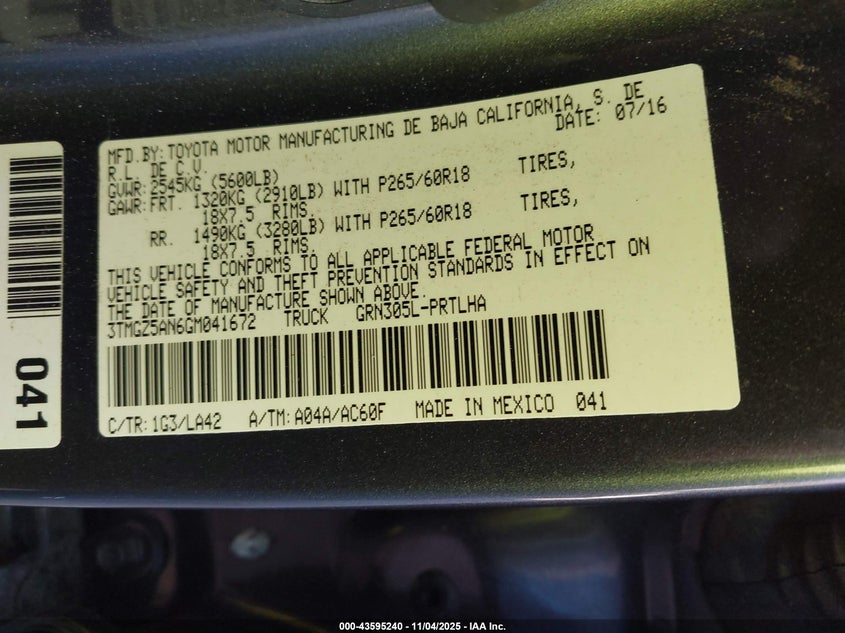 MFD.BY:TOYOTA MOTOR MANUFACTURING DE BAJA CALIFORNIA, S. DE
R.L. DE C.V. DATE: 07/16
GVWR:2545KG (5600LB)
GAWR:FRT. 1320KG (2910LB) WITH P265/60R18 TIRES,
18X7.5 RIMS.
RR. 1490KG (3280LB) WITH P265/60R18 TIRES,
18X7.5 RIMS.
THIS VEHICLE CONFORMS TO ALL APPLICABLE FEDERAL MOTOR
VEHICLE SAFETY AND THEFT PREVENTION STANDARDS IN EFFECT ON
THE DATE OF MANUFACTURE SHOWN ABOVE.
3TMGZ5AN6GM041672 TRUCK GRN305L-PRTLHA
C/TR:1G3/LA42 A/TM:A04A/AC60F MADE IN MEXICO 041
041
000-43595240 - 11/04/2025 - IAA Inc.